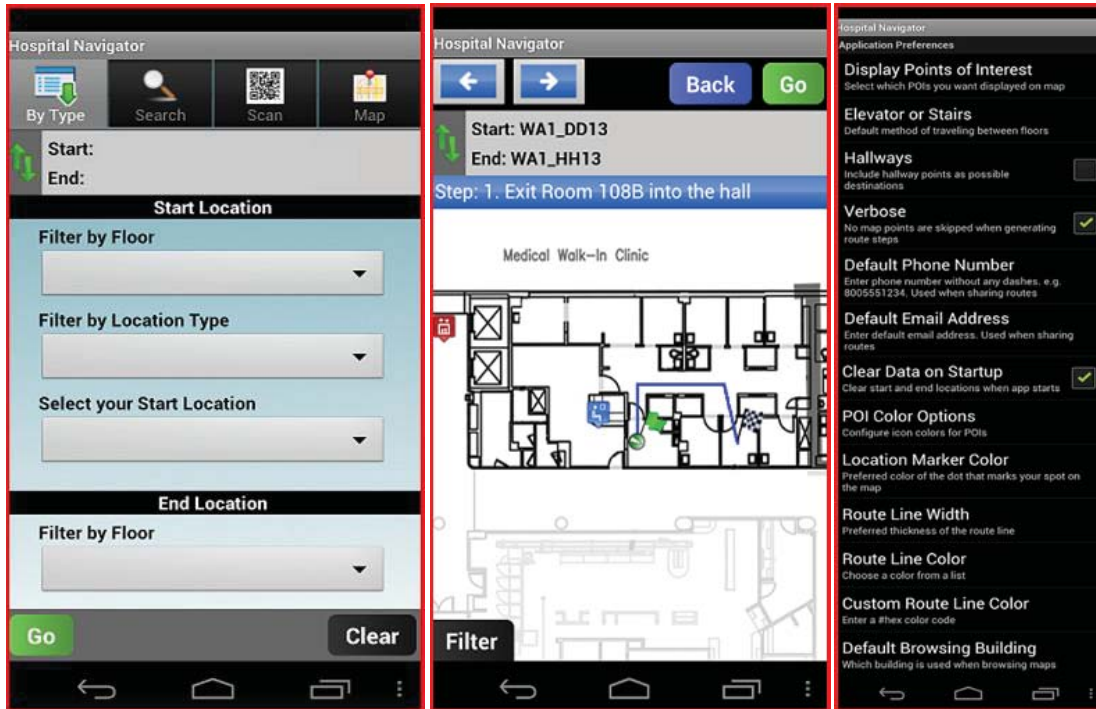 Hospital Navigator
By Type
Search
Scan
Map
Start:
End:
Start Location
Filter by Floor
Filter by Location Type
Select your Start Location
End Location
Filter by Floor
Go
Clear
Hospital Navigator
Back
Go
Start: WA1_DD13
End: WA1_HH13
Step: 1. Exit Room 108B into the hall
Medical Walk-In Clinic
Filter
Hospital Navigator
Application Preferences
Display Points of Interest
Select which POIs you want displayed on map
Elevator or Stairs
Default method of traveling between floors
Hallways
Include hallway points as possible
destinations
Verbose
No map points are skipped when generating
route steps
Default Phone Number
Enter phone number without any dashes. e.g.
8005551234. Used when sharing routes
Default Email Address
Enter default email address. Used when sharing
routes
Clear Data on Startup
Clear start and end locations when app starts
POI Color Options
Configure icon colors for POIs
Location Marker Color
Preferred color of the dot that marks your spot on
the map
Route Line Width
Preferred thickness of the route line
Route Line Color
Choose a color from a list
Custom Route Line Color
Enter a #hex color code
Default Browsing Building
Which building is used when browsing maps